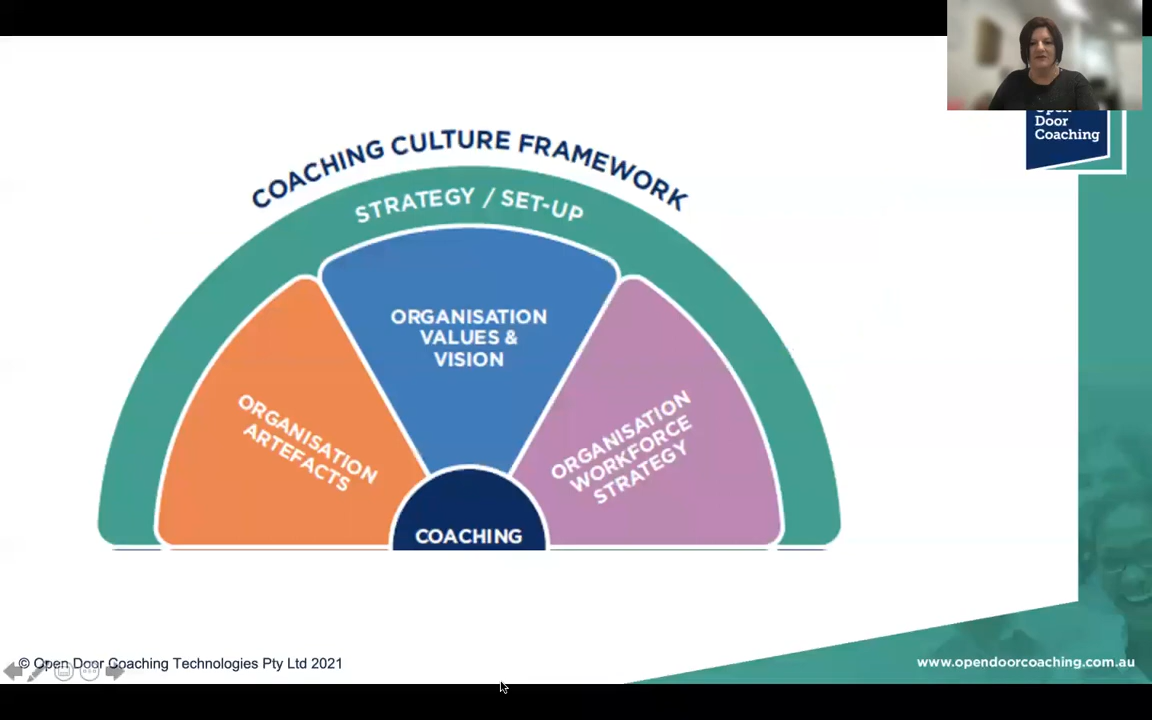 Open
Door
Coaching
COACHING CULTURE FRAMEWORK
STRATEGY / SET-UP
ORGANISATION
VALUES &
VISION
ORGANISATION
ARTEFACTS
ORGANISATION
WORKFORCE
STRATEGY
COACHING
© Open Door Coaching Technologies Pty Ltd 2021
www.opendoorcoaching.com.au